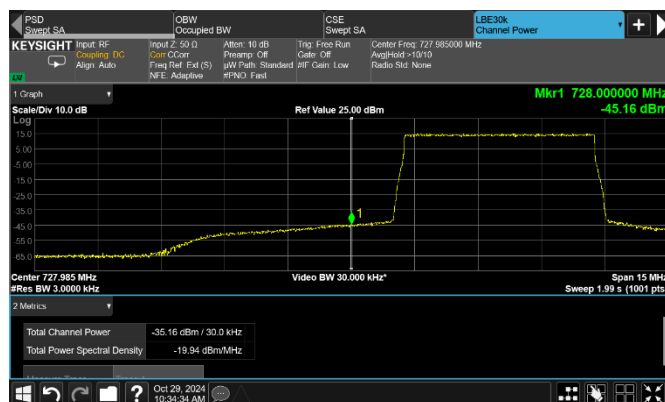 PSD
Swept SA
OBW
Occupied BW
CSE
Swept SA
LBE30k
Channel Power
KEYSIGHT
Input: RF
Coupling: DC
Align: Auto
Input Z: 50 Ω
Corr CCorr
Freq Ref: Ext (S)
NFE: Adaptive
Atten: 10 dB
Preamp: Off
µW Path: Standard
#PNO: Fast
Trig: Free Run
Gate: Off
#IF Gain: Low
Center Freq: 727.985000 MHz
Avg|Hold:>10/10
Radio Std: None
1 Graph
Mkr1 728.000000 MHz
-45.16 dBm
Scale/Div 10.0 dB
Ref Value 25.00 dBm
Log
15.0
5.00
-5.00
-15.0
-25.0
-35.0
-45.0
-55.0
-65.0
1
Center 727.985 MHz
Video BW 30.000 kHz*
Span 15 MHz
#Res BW 3.0000 kHz
Sweep 1.99 s (1001 pts
2 Metrics
Total Channel Power
-35.16 dBm / 30.0 kHz
Total Power Spectral Density
-19.94 dBm/MHz
?
Oct 29, 2024
10:34:34 AM